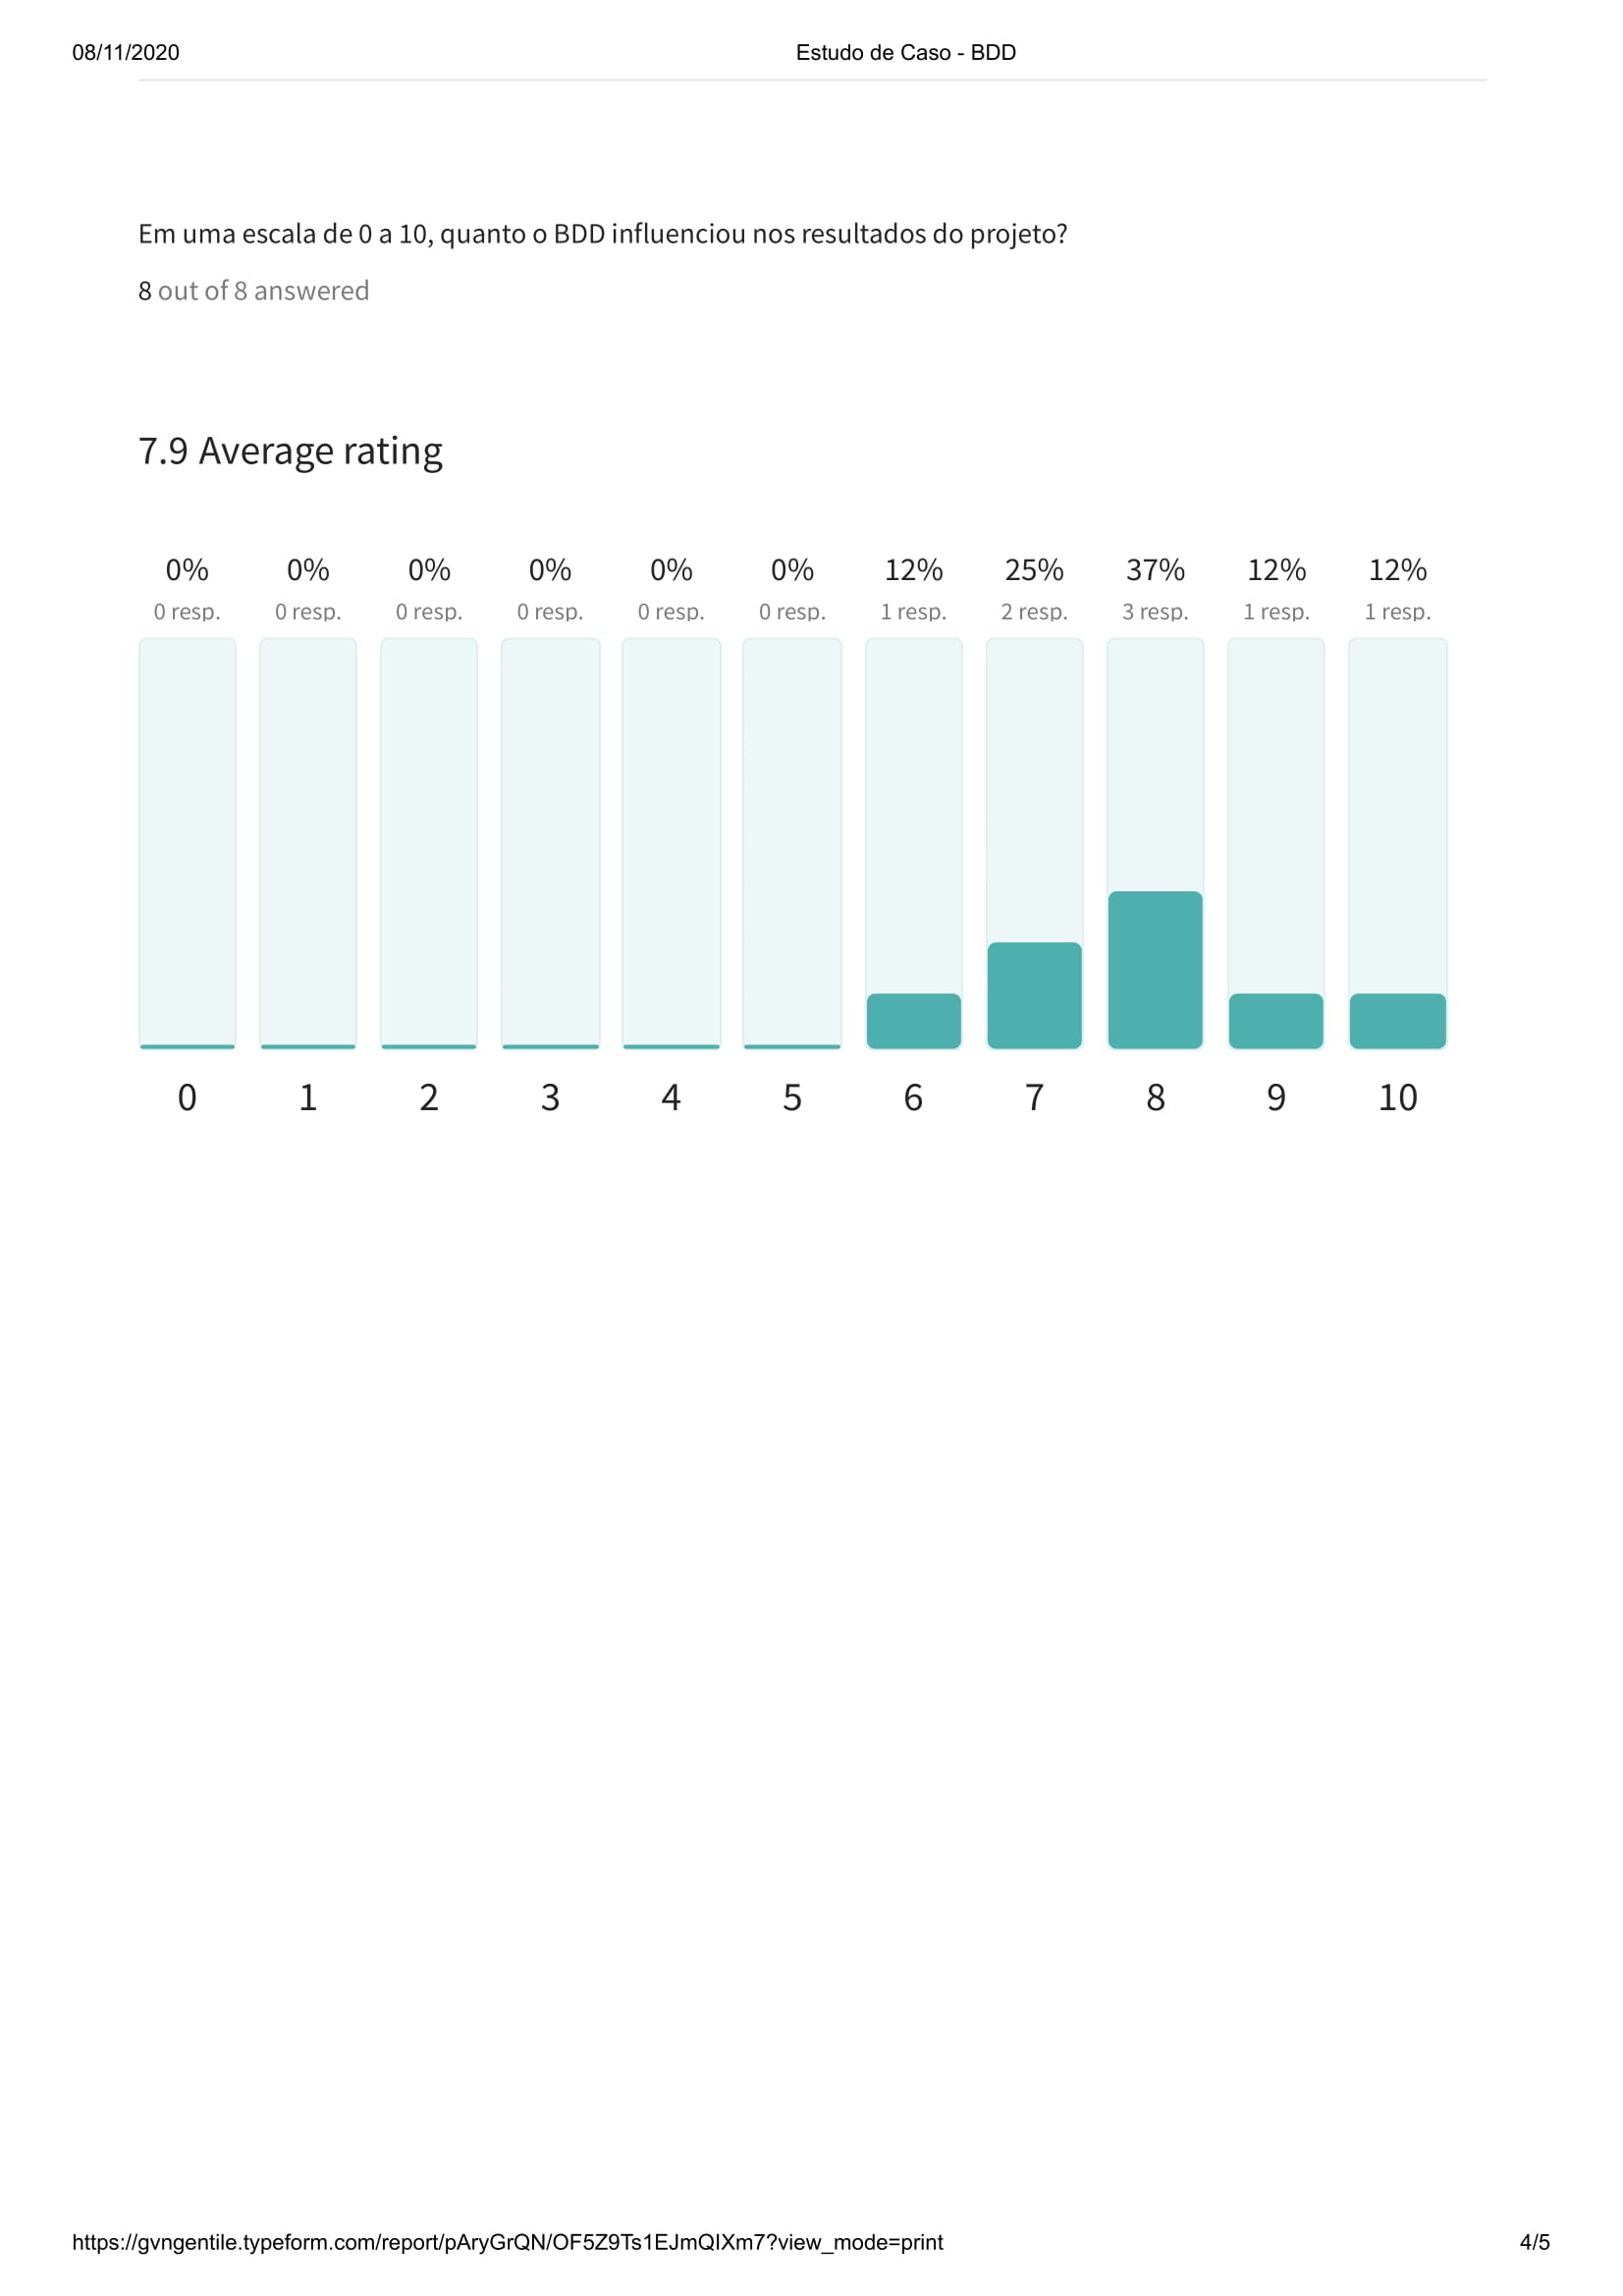 08/11/2020 Estudo de Caso - BDD
Em uma escala de 0 a 10, quanto o BDD influenciou nos resultados do projeto?
8 out of 8 answered
7.9 Average rating
0% 0% 0% 0% 0% 0% 12% 25% 37% 12% 12%
0 resp. 0 resp. 0 resp. 0 resp. 0 resp. 0 resp. 1 resp. 2 resp. 3 resp. 1 resp. 1 resp.
0 1 2 3 4 5 6 7 8 9 10
https://gvngentile.typeform.com/report/pAryGrQN/OF5Z9Ts1EJmQIXm7?view_mode=print 4/5